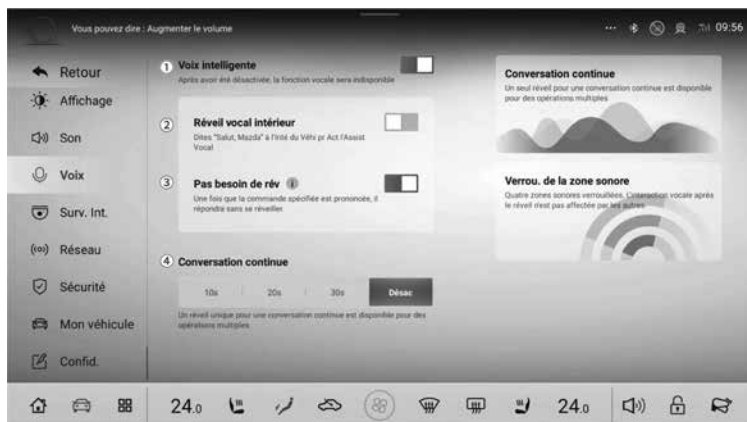 Vous pouvez dire : Augmenter le volume
09:56
Retour
Affichage
Son
Voix
Surv. Int.
Réseau
Sécurité
Mon véhicule
Confid.
1 Voix intelligente
Après avoir été désactivée, la fonction vocale sera indisponible
2 Réveil vocal intérieur
Dites "Salut, Mazda" à l'Inté du Véhi pr Act l'Assist
Vocal
3 Pas besoin de rév
Une fois que la commande spécifiée est prononcée, il
répondra sans se réveiller
4 Conversation continue
10s 20s 30s Désac
Un réveil unique pour une conversation continue est disponible pour des
opérations multiples
Conversation continue
Un seul réveil pour une conversation continue est disponible
pour des opérations multiples
Verrou. de la zone sonore
Quatre zones sonores verrouillées. L'interaction vocale après
le réveil n'est pas affectée par les autres
24.0 24.0